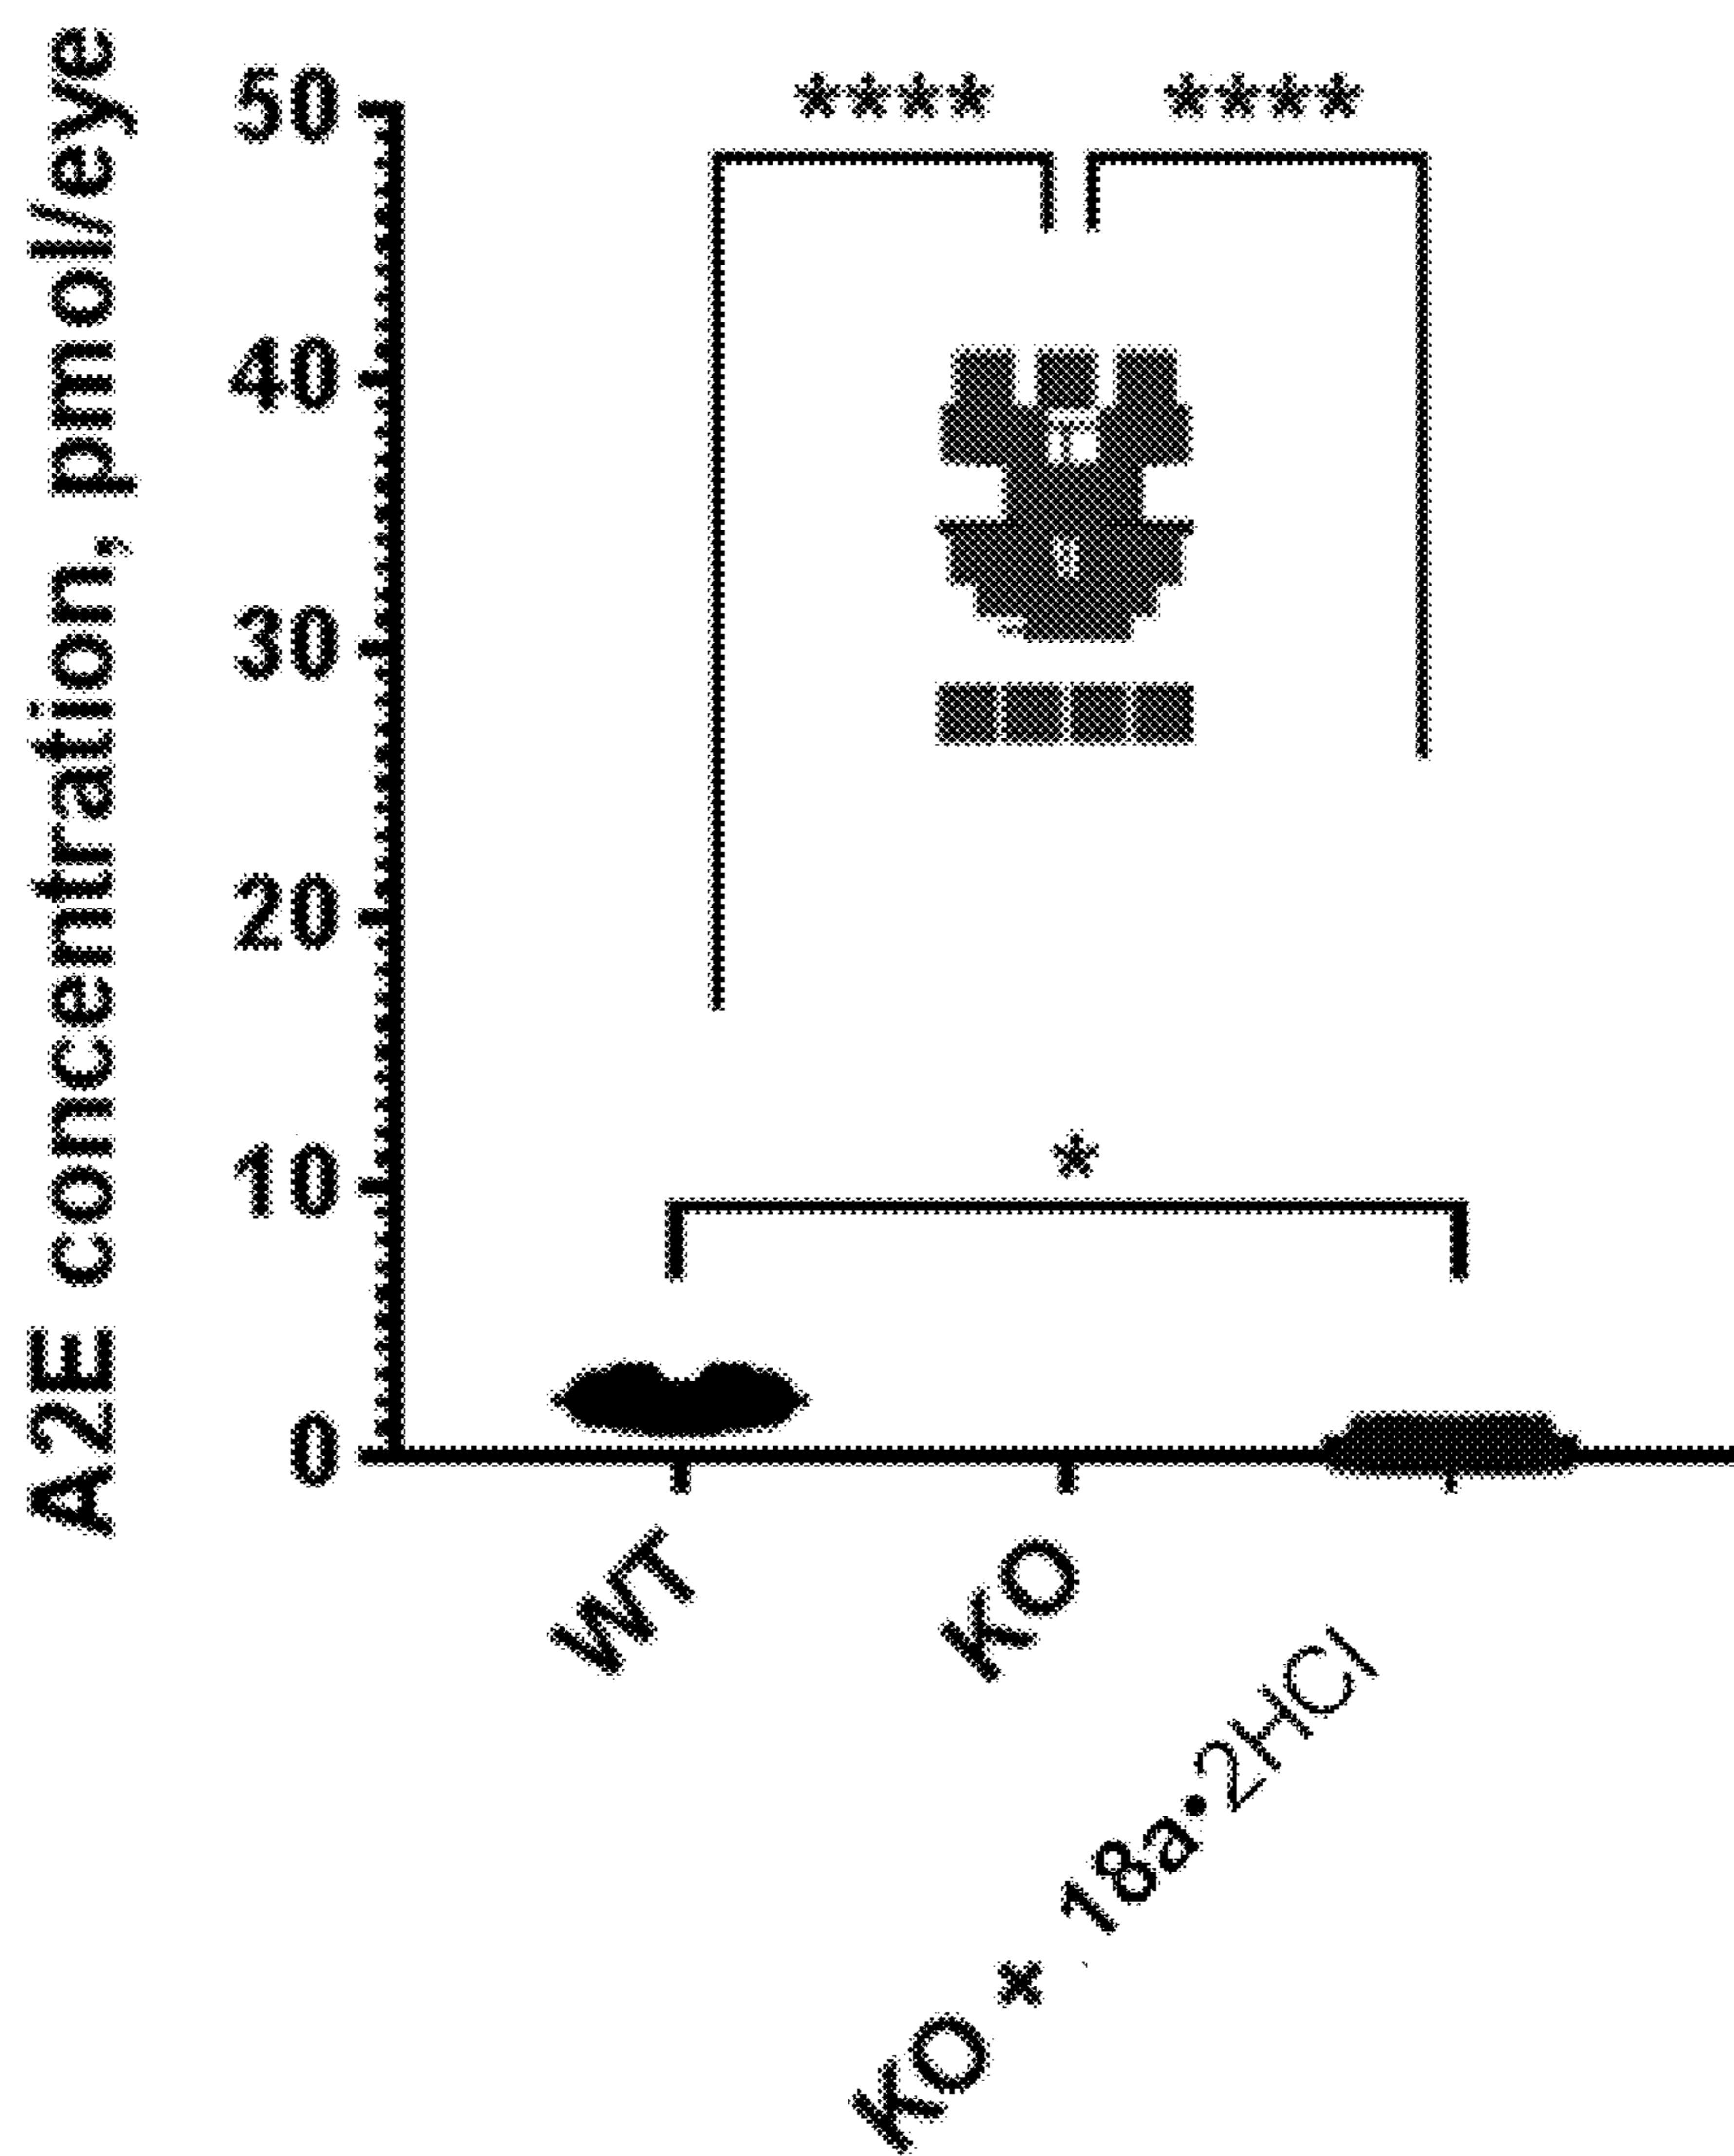 A2E concentration, pmol/eye
50
40
30
20
10
0
**** ****
*
WT
KO
KO + 18a•2HCl